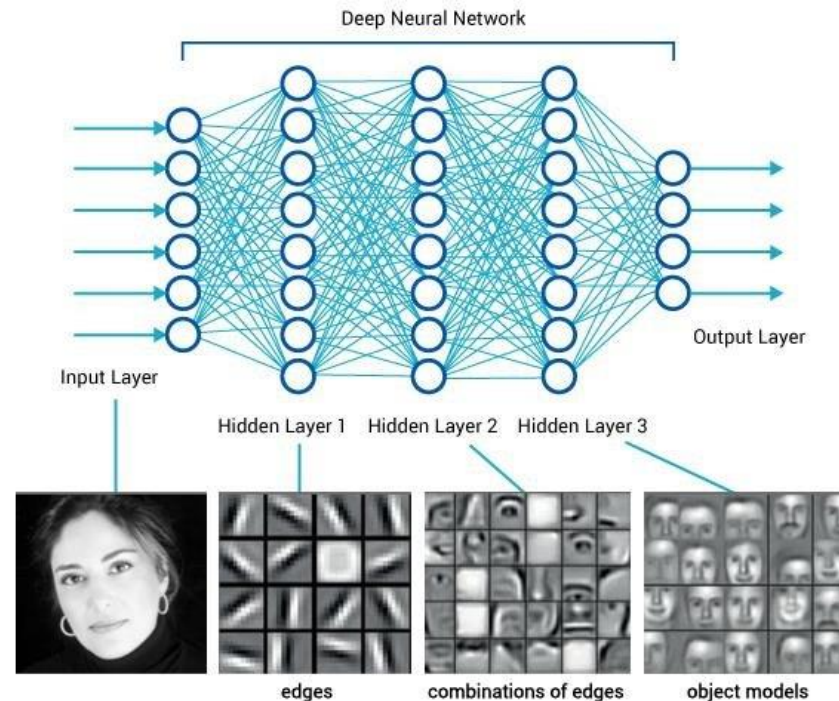 Deep Neural Network
Output Layer
Input Layer
Hidden Layer 1
Hidden Layer 2
Hidden Layer 3
edges
combinations of edges
object models